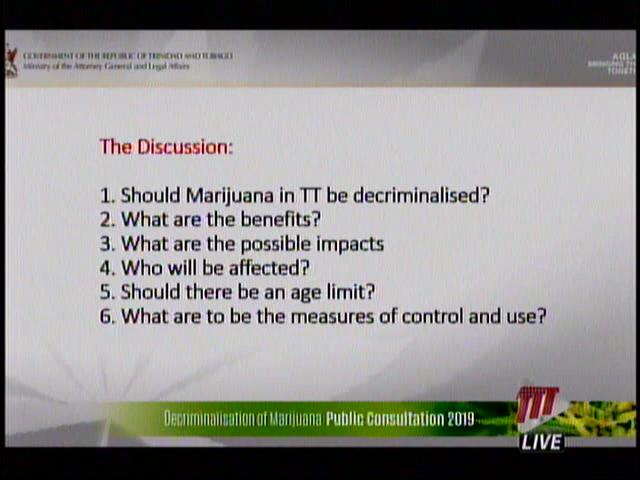 GOVERNMENT OF THE REPUBLIC OF TRINIDAD AND TOBAGO
Ministry of the Attorney General and Legal Affairs
AGLA
BRINGING
TOGETHER
The Discussion:
1. Should Marijuana in TT be decriminalised?
2. What are the benefits?
3. What are the possible impacts
4. Who will be affected?
5. Should there be an age limit?
6. What are to be the measures of control and use?
Decriminalisation of Marijuana Public Consultation 2019
TTT
LIVE